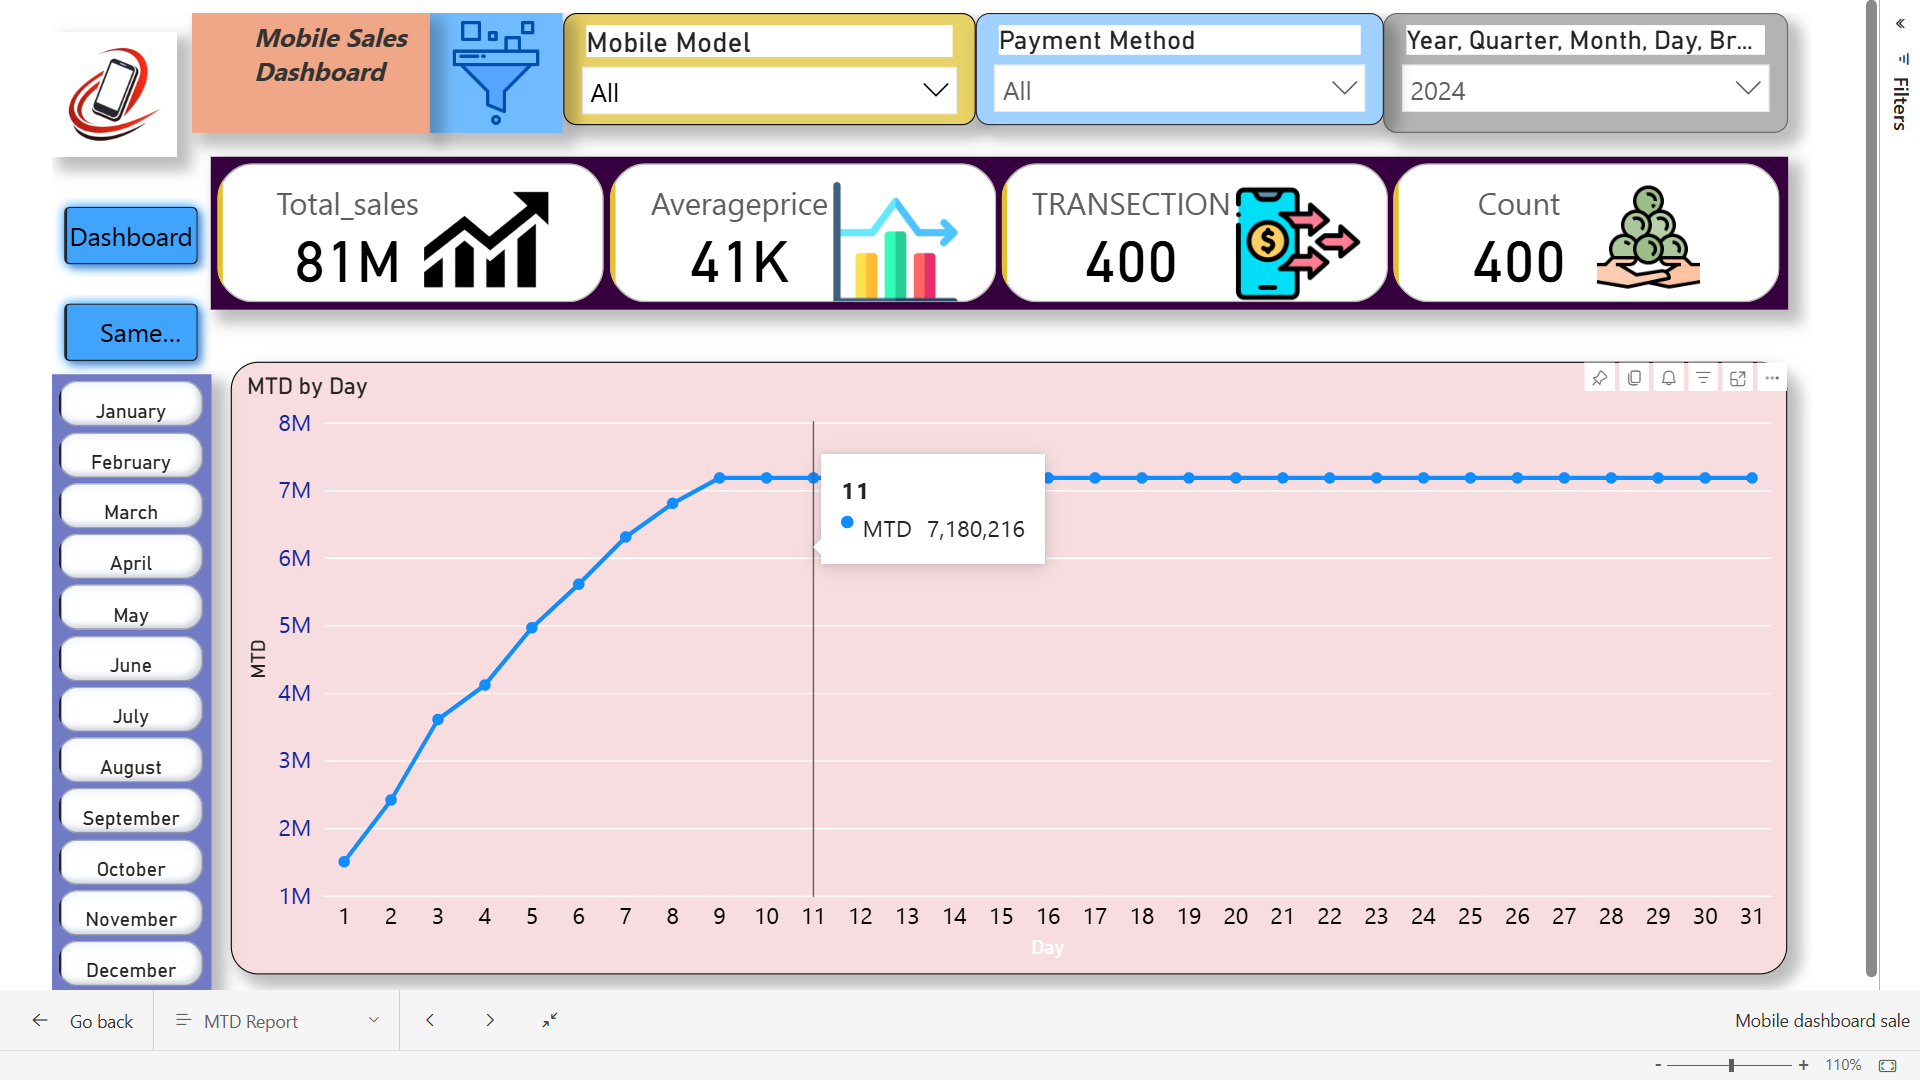 Mobile Sales
Dashboard
Mobile Model
All
Payment Method
All
Year, Quarter, Month, Day, Br...
2024
«
Filters
Total_sales
81M
Averageprice
41K
TRANSECTION
400
Count
400
Dashboard
Same...
January
February
March
April
May
June
July
August
September
October
November
December
MTD by Day
8M
7M
6M
5M
4M
3M
2M
1M
MTD
11
MTD 7,180,216
1 2 3 4 5 6 7 8 9 10 11 12 13 14 15 16 17 18 19 20 21 22 23 24 25 26 27 28 29 30 31
Day
Go back
MTD Report
Mobile dashboard sale
- + 110%